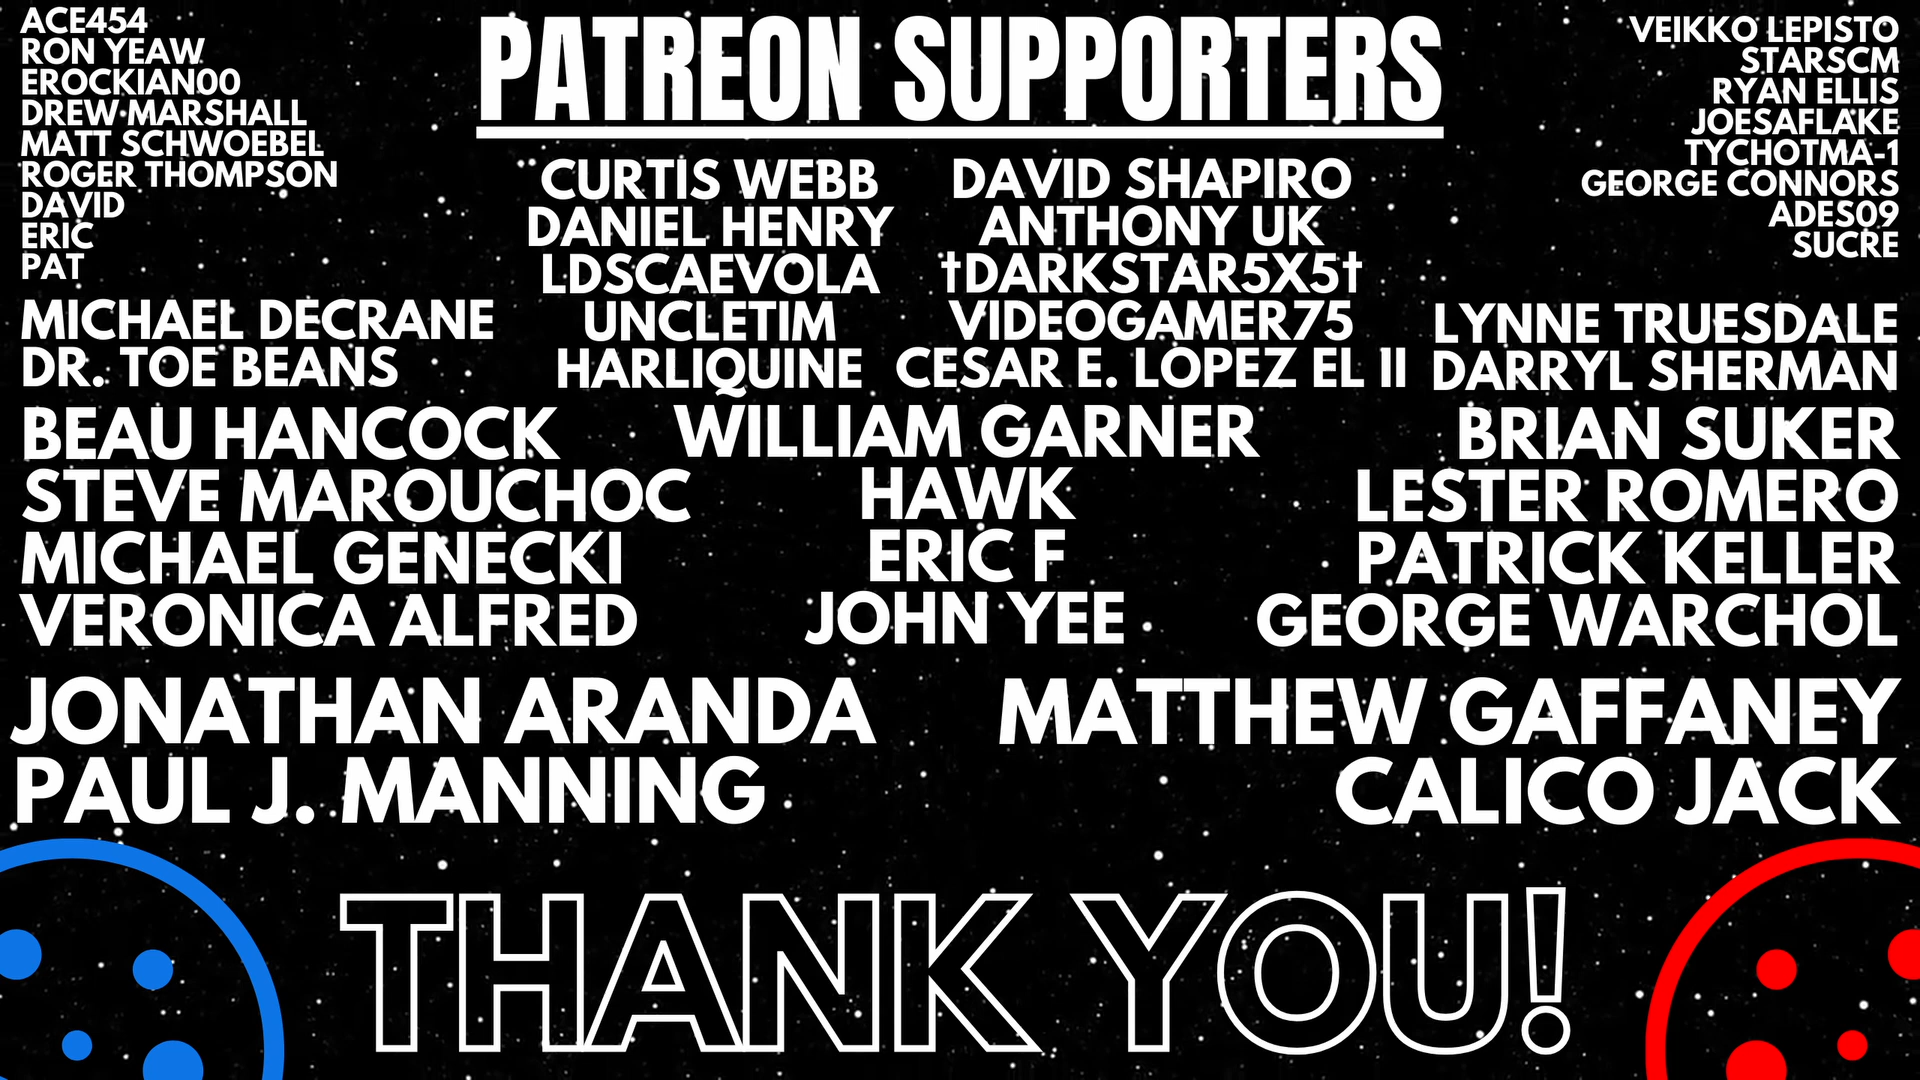 PATREON SUPPORTERS
ACE454
RON YEAW
EROCKIAN00
DREW MARSHALL
MATT SCHWOEBEL
ROGER THOMPSON
DAVID
ERIC
PAT
CURTIS WEBB
DANIEL HENRY
LDSCAEVOLA
UNCLETIM
HARLIQUINE
DAVID SHAPIRO
ANTHONY UK
†DARKSTAR5X5†
VIDEOGAMER75
CESAR E. LOPEZ EL II
VEIKKO LEPISTO
STARSCM
RYAN ELLIS
JOESAFLAKE
TYCHOTMA-1
GEORGE CONNORS
ADES09
SUCRE
MICHAEL DECRANE
DR. TOE BEANS
LYNNE TRUESDALE
DARRYL SHERMAN
BEAU HANCOCK
STEVE MAROUCHOC
MICHAEL GENECKI
VERONICA ALFRED
WILLIAM GARNER
HAWK
ERIC F
JOHN YEE
BRIAN SUKER
LESTER ROMERO
PATRICK KELLER
GEORGE WARCHOL
JONATHAN ARANDA
PAUL J. MANNING
MATTHEW GAFFANEY
CALICO JACK
THANK YOU!